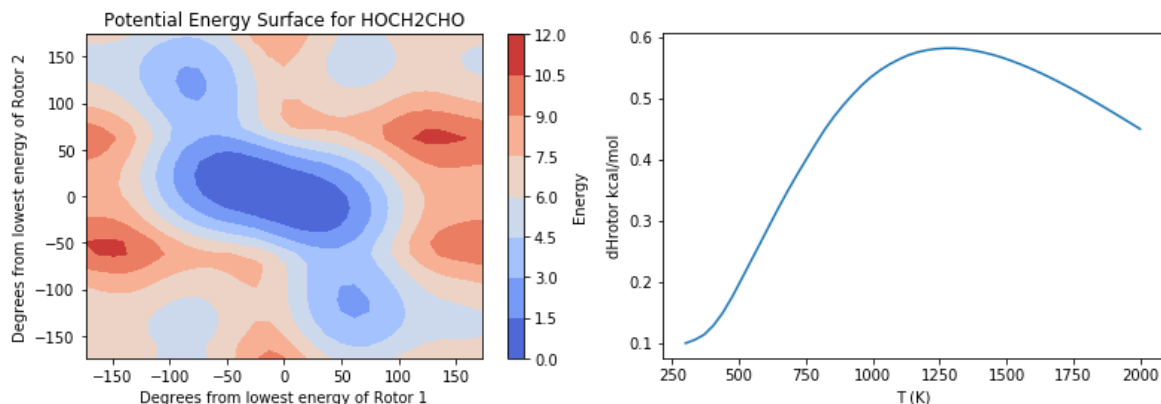 Potential Energy Surface for HOCH2CHO
Degrees from lowest energy of Rotor 2
150
100
50
0
−50
−100
−150
−150 −100 −50 0 50 100 150
Degrees from lowest energy of Rotor 1
12.0
10.5
9.0
7.5
6.0
4.5
3.0
1.5
0.0
Energy
dHrotor kcal/mol
0.6
0.5
0.4
0.3
0.2
0.1
250 500 750 1000 1250 1500 1750 2000
T (K)